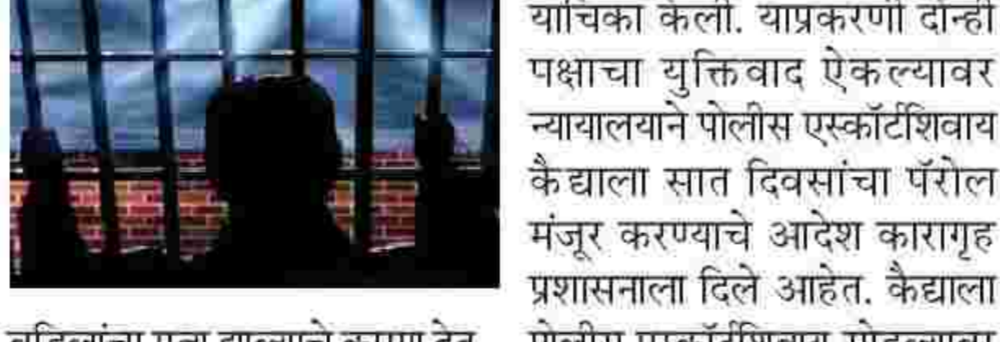 याचिका केली. याप्रकरणी दोन्ही
पक्षाचा युक्तिवाद ऐकल्यावर
न्यायालयाने पोलीस एस्कॉर्टशिवाय
कैद्याला सात दिवसांचा पॅरोल
मंजूर करण्याचे आदेश कारागृह
प्रशासनाला दिले आहेत. कैद्याला